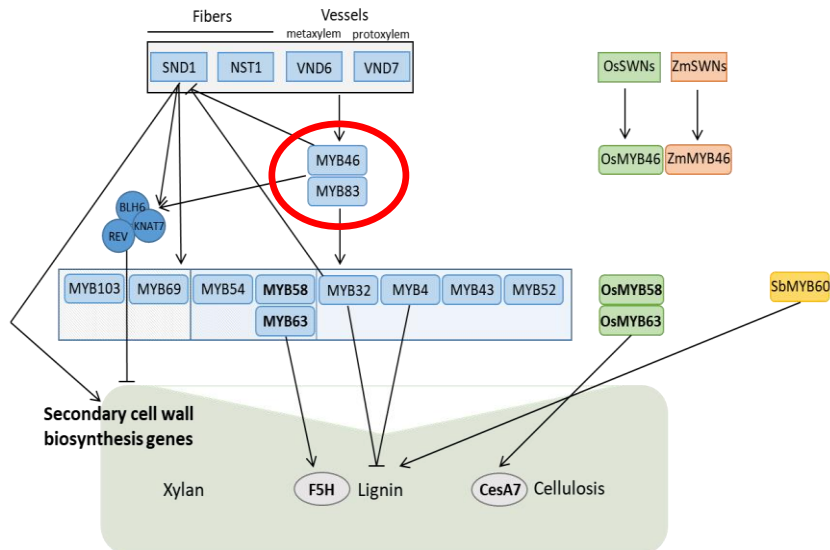 Fibers
Vessels
metaxylem
protoxylem
SND1
NST1
VND6
VND7
OsSWNs
ZmSWNs
MYB46
MYB83
OsMYB46
ZmMYB46
BLH6
KNAT7
REV
MYB103
MYB69
MYB54
MYB58
MYB63
MYB32
MYB4
MYB43
MYB52
OsMYB58
OsMYB63
SbMYB60
Secondary cell wall
biosynthesis genes
Xylan
F5H
Lignin
CesA7
Cellulosis